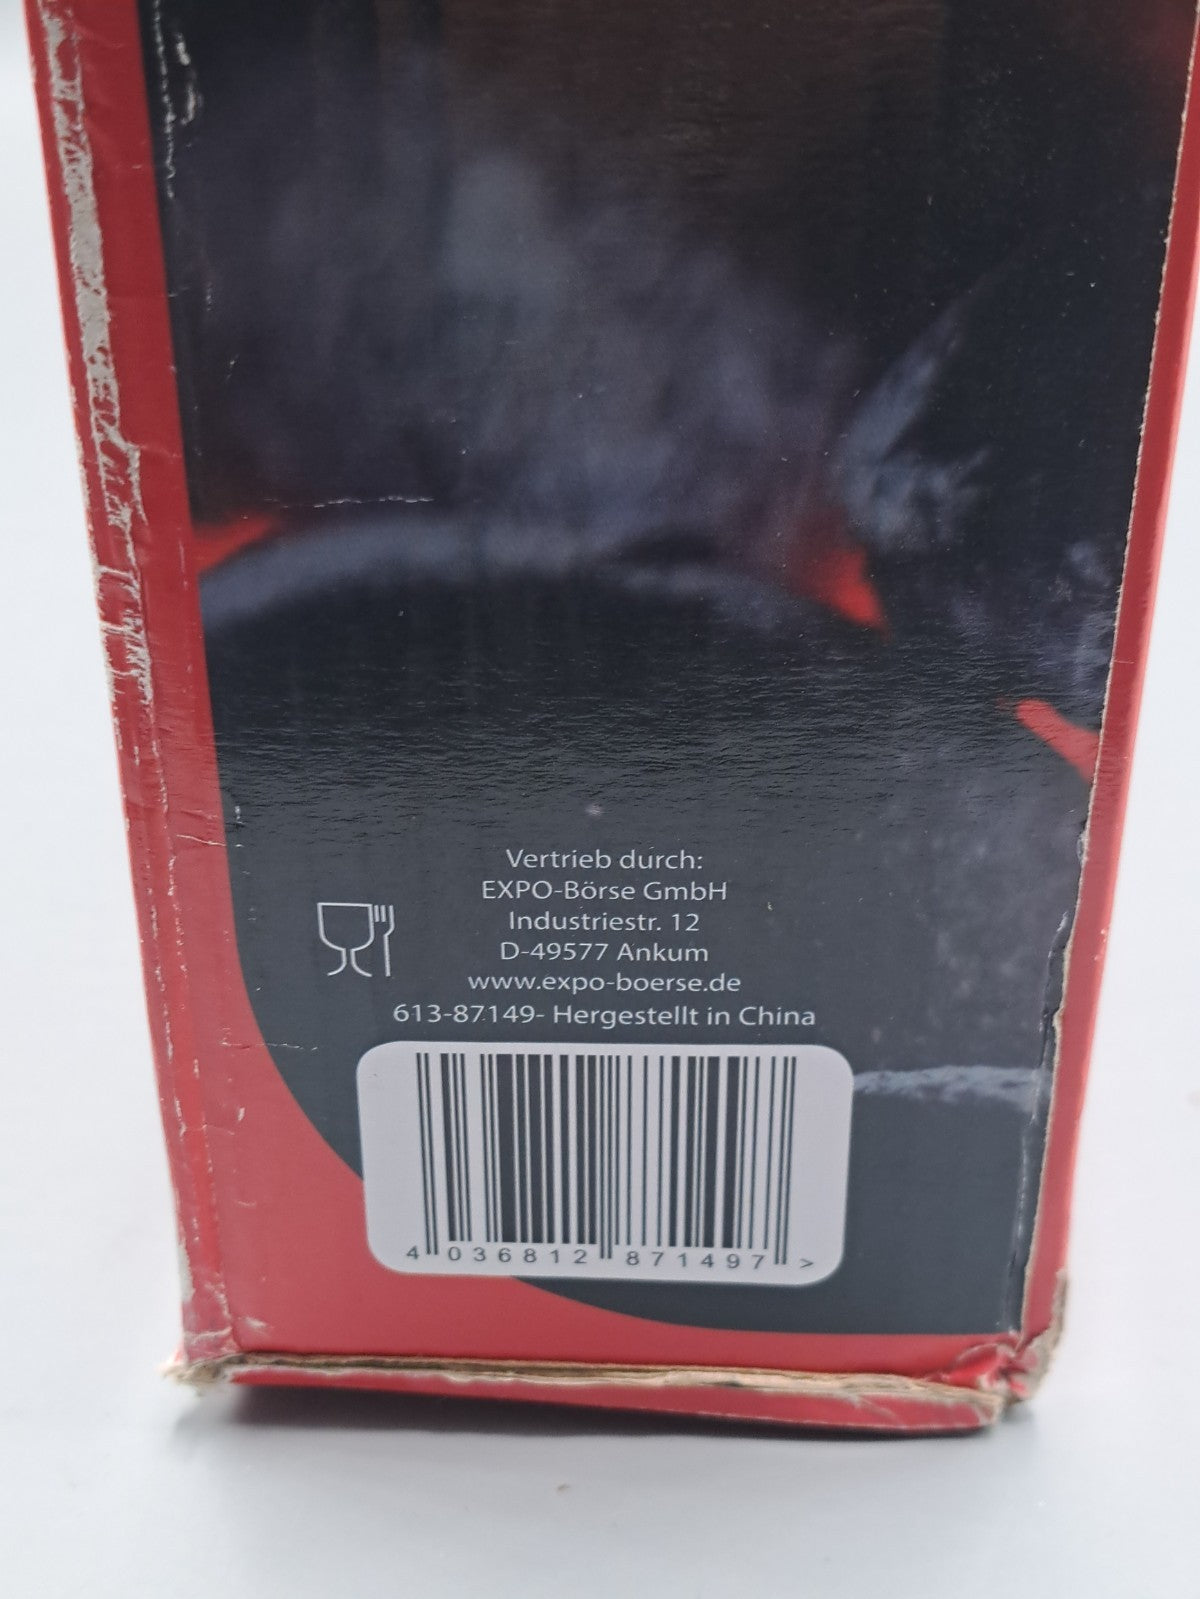 Vertrieb durch:
EXPO-Börse GmbH
Industriestr. 12
D-49577 Ankum
www.expo-boerse.de
613-87149- Hergestellt in China
4 036812 871497 >